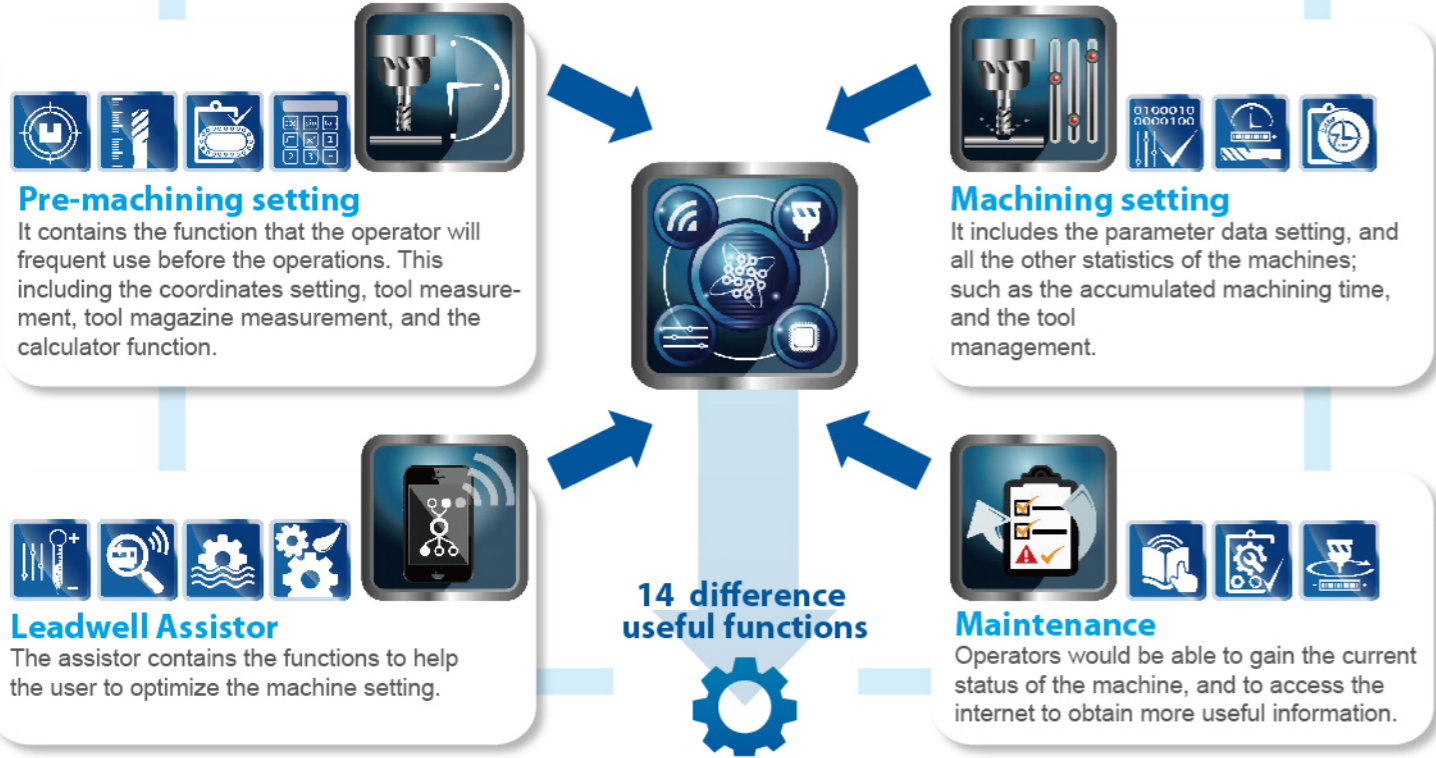 Pre-machining setting
It contains the function that the operator will
frequent use before the operations. This
including the coordinates setting, tool measure-
ment, tool magazine measurement, and the
calculator function.
0100010
0000100
Machining setting
It includes the parameter data setting, and
all the other statistics of the machines;
such as the accumulated machining time,
and the tool
management.
Leadwell Assistor
The assistor contains the functions to help
the user to optimize the machine setting.
14 difference
useful functions
Maintenance
Operators would be able to gain the current
status of the machine, and to access the
internet to obtain more useful information.